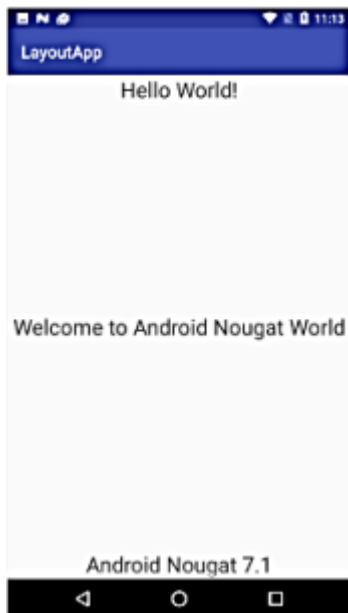 11:13
LayoutApp
Hello World!
Welcome to Android Nougat World
Android Nougat 7.1